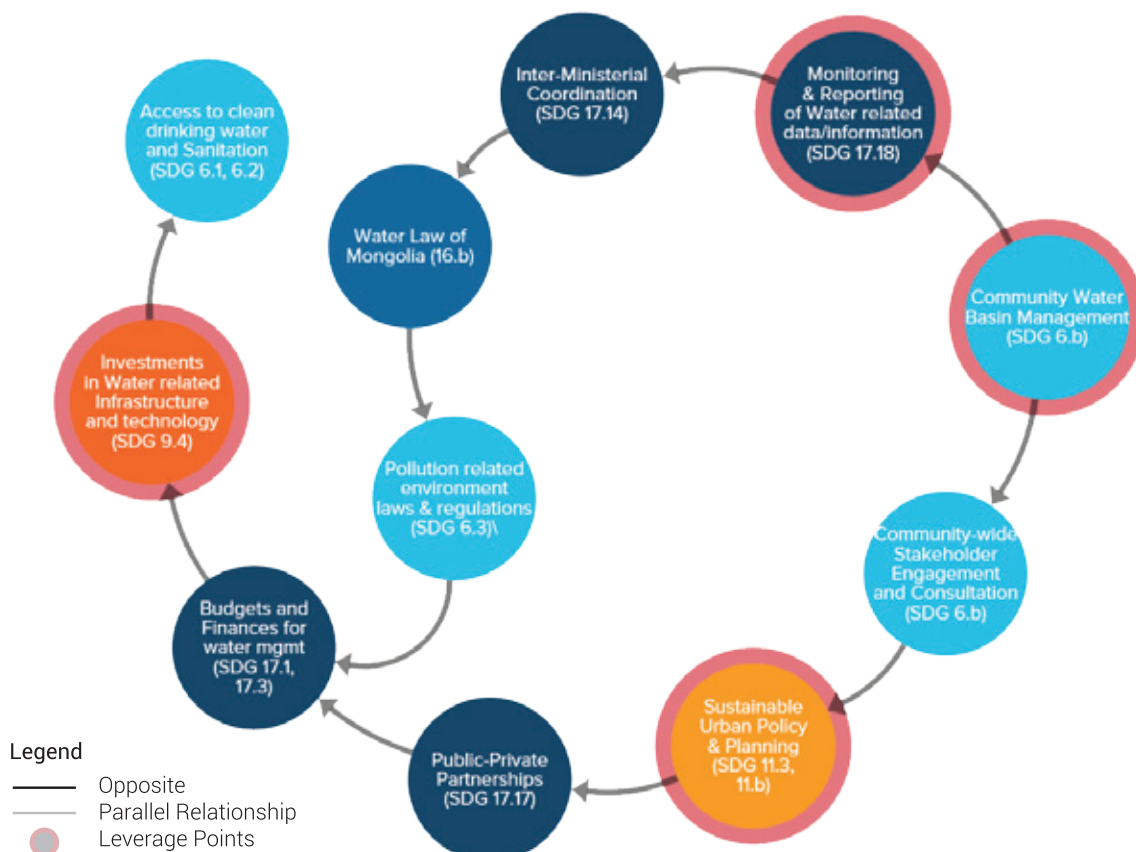 Inter-Ministerial
Coordination
(SDG 17.14)
Monitoring
& Reporting
of Water related
data/information
(SDG 17.18)
Access to clean
drinking water
and Sanitation
(SDG 6.1, 6.2)
Water Law of
Mongolia (16.b)
Community Water
Basin Management
(SDG 6.b)
Investments
in Water related
Infrastructure
and technology
(SDG 9.4)
Pollution related
environment
laws & regulations
(SDG 6.3)\
Community-wide
Stakeholder
Engagement
and Consultation
(SDG 6.b)
Budgets and
Finances for
water mgmt
(SDG 17.1,
17.3)
Sustainable
Urban Policy
& Planning
(SDG 11.3,
11.b)
Public-Private
Partnerships
(SDG 17.17)
Legend
Opposite
Parallel Relationship
Leverage Points